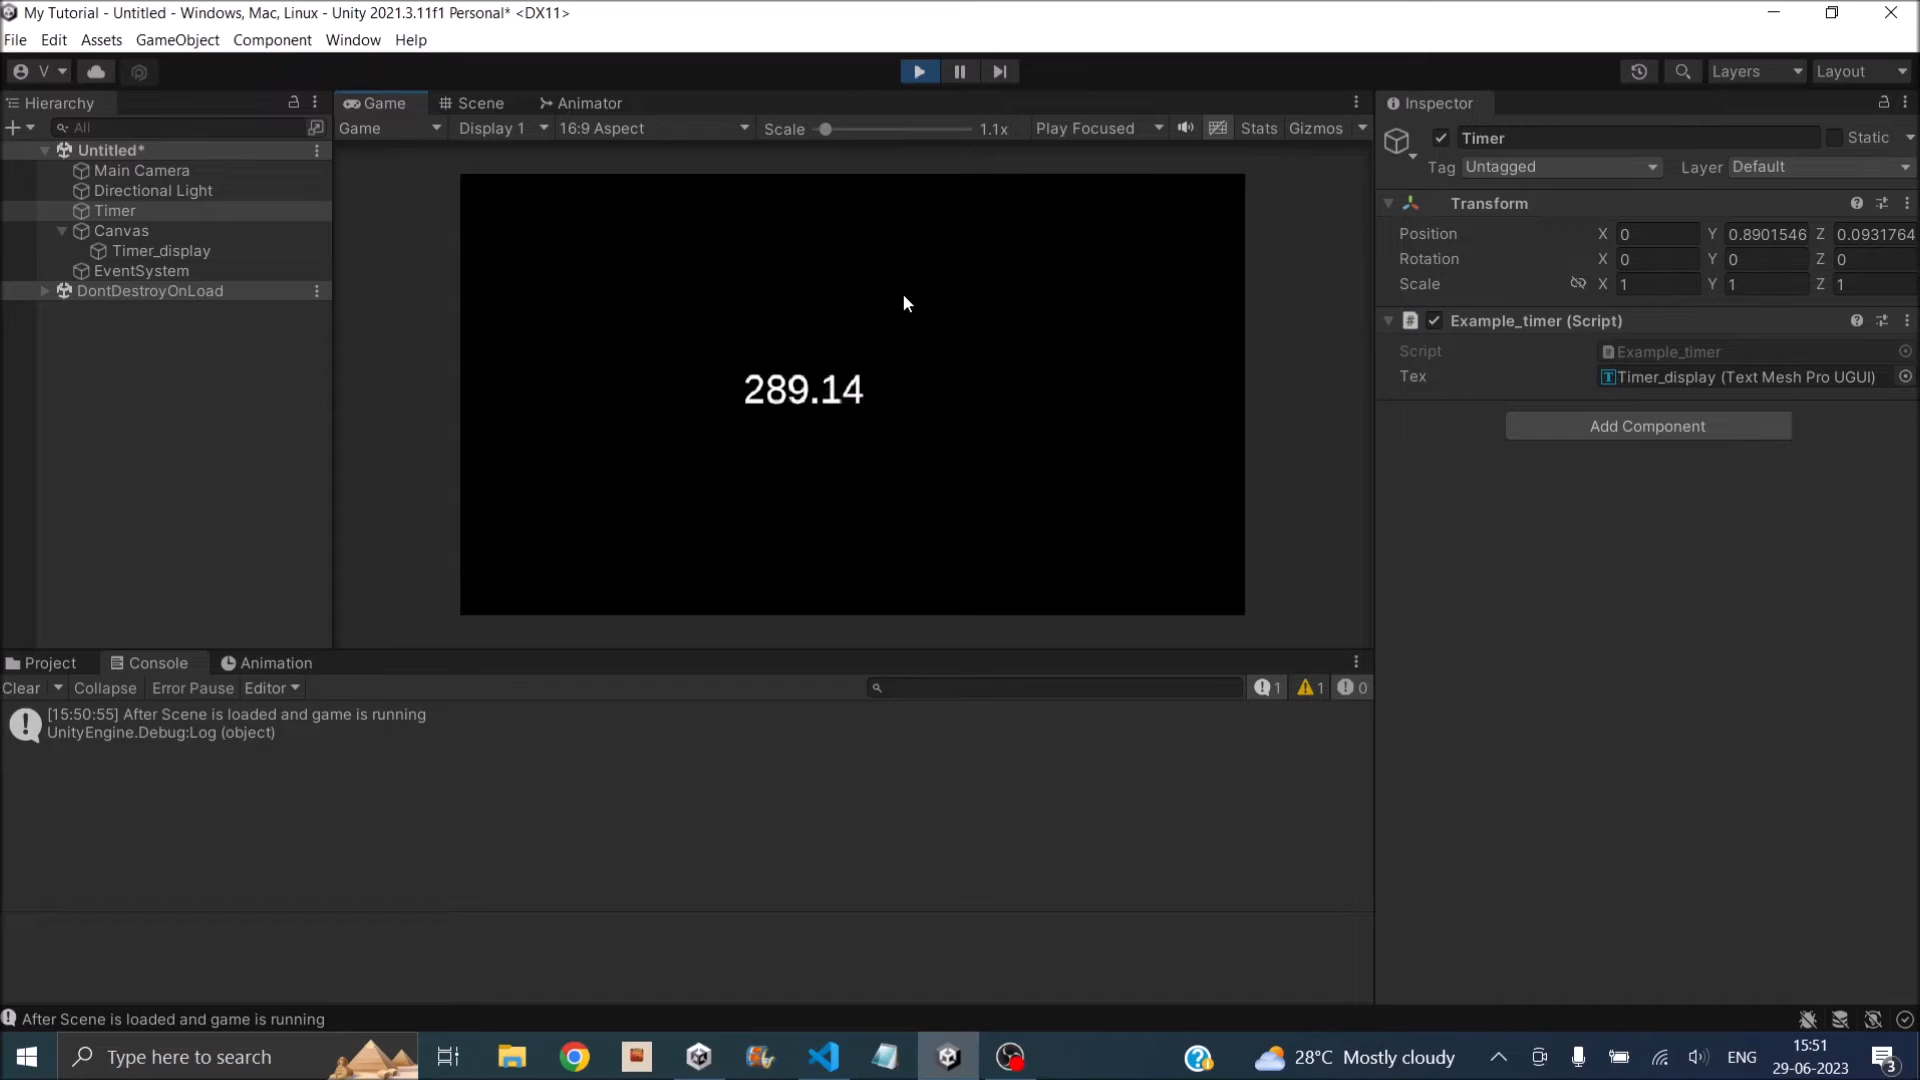 My Tutorial - Untitled - Windows, Mac, Linux - Unity 2021.3.11f1 Personal* <DX11>
File Edit Assets GameObject Component Window Help
V Layers Layout
Hierarchy
All
Untitled*
Main Camera
Directional Light
Timer
Canvas
Timer_display
EventSystem
DontDestroyOnLoad
Game Scene Animator
Game Display 1 16:9 Aspect Scale 1.1x Play Focused Stats Gizmos
289.14
Inspector
Timer Static
Tag Untagged Layer Default
Transform
Position X 0 Y 0.8901546 Z 0.0931764
Rotation X 0 Y 0 Z 0
Scale X 1 Y 1 Z 1
Example_timer (Script)
Script Example_timer
Tex Timer_display (Text Mesh Pro UGUI)
Add Component
Project Console Animation
Clear Collapse Error Pause Editor 1 1 0
[15:50:55] After Scene is loaded and game is running
UnityEngine.Debug:Log (object)
After Scene is loaded and game is running
Type here to search
28°C Mostly cloudy
ENG
15:51
29-06-2023
3